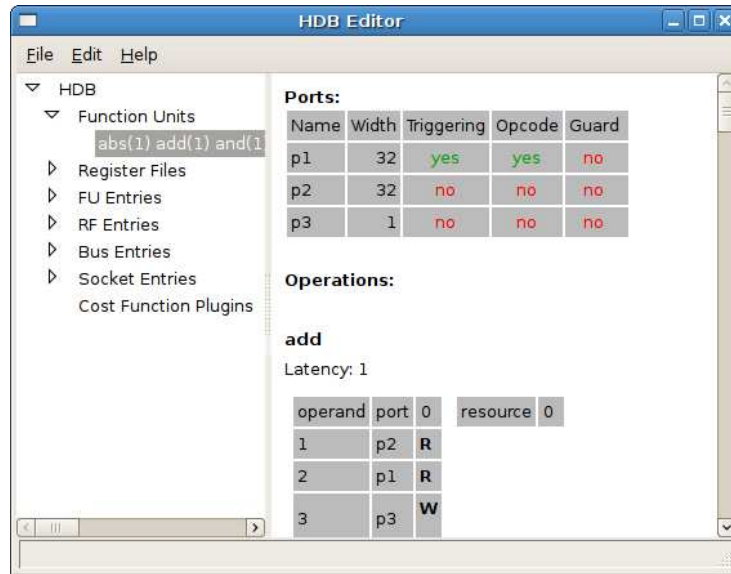 HDB Editor
File Edit Help
HDB
Function Units
abs(1) add(1) and(1
Register Files
FU Entries
RF Entries
Bus Entries
Socket Entries
Cost Function Plugins
Ports:
Name Width Triggering Opcode Guard
p1 32 yes yes no
p2 32 no no no
p3 1 no no no
Operations:
add
Latency: 1
operand port 0 resource 0
1 p2 R
2 p1 R
3 p3 W